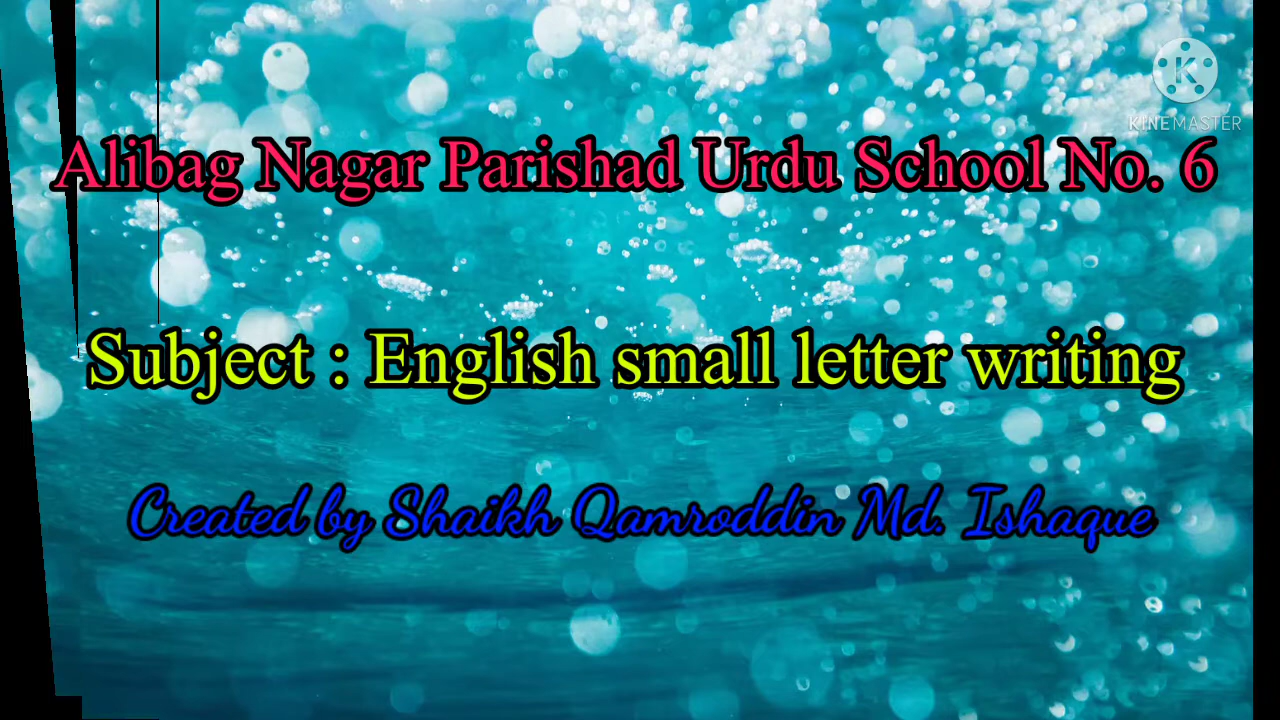 KINEMASTER
Alibag Nagar Parishad Urdu School No. 6
Subject : English small letter writing
Created by Shaikh Qamroddin Md. Ishaque